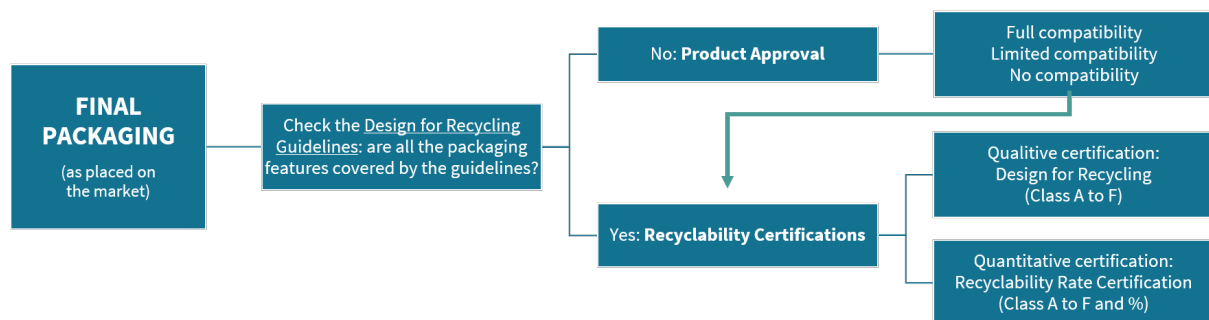 FINAL
PACKAGING
(as placed on
the market)
Check the Design for Recycling
Guidelines: are all the packaging
features covered by the guidelines?
No: Product Approval
Full compatibility
Limited compatibility
No compatibility
Yes: Recyclability Certifications
Qualitive certification:
Design for Recycling
(Class A to F)
Quantitative certification:
Recyclability Rate Certification
(Class A to F and %)